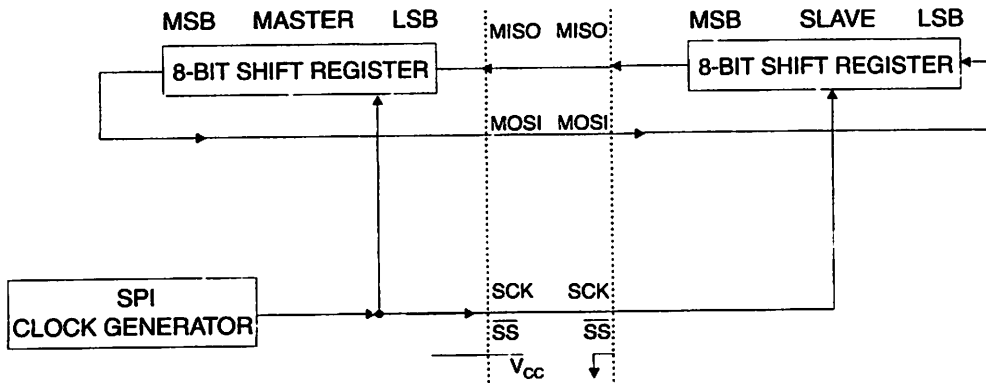 MSB MASTER LSB
MISO MISO
MSB SLAVE LSB
8-BIT SHIFT REGISTER
8-BIT SHIFT REGISTER
MOSI MOSI
SPI
CLOCK GENERATOR
SCK SCK
SS SS
VCC